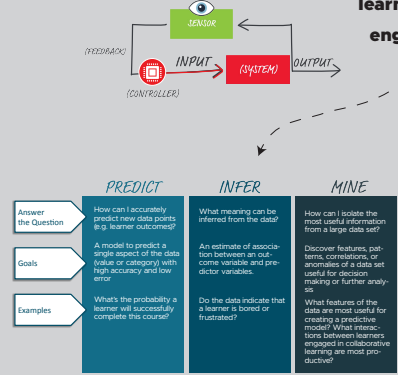 learn
SENSOR
eng
(FEEDBACK)
INPUT
(SYSTEM)
OUTPUT
(CONTROLLER)
PREDICT
INFER
MINE
Answer
the Question
How can I accurately
predict new data points
(e.g. learner outcomes)?
What meaning can be
inferred from the data?
How can I isolate the
most useful information
from a large data set?
Goals
A model to predict a
single aspect of the data
(value or category) with
high accuracy and low
error
An estimate of associa-
tion between an out-
come variable and pre-
dictor variables.
Discover features, pat-
terns, correlations, or
anomalies of a data set
useful for decision
making or further analy-
sis
Examples
What's the probability a
learner will successfully
complete this course?
Do the data indicate that
a learner is bored or
frustrated?
What features of the
data are most useful for
creating a predictive
model? What interac-
tions between learners
engaged in collaborative
learning are most pro-
ductive?